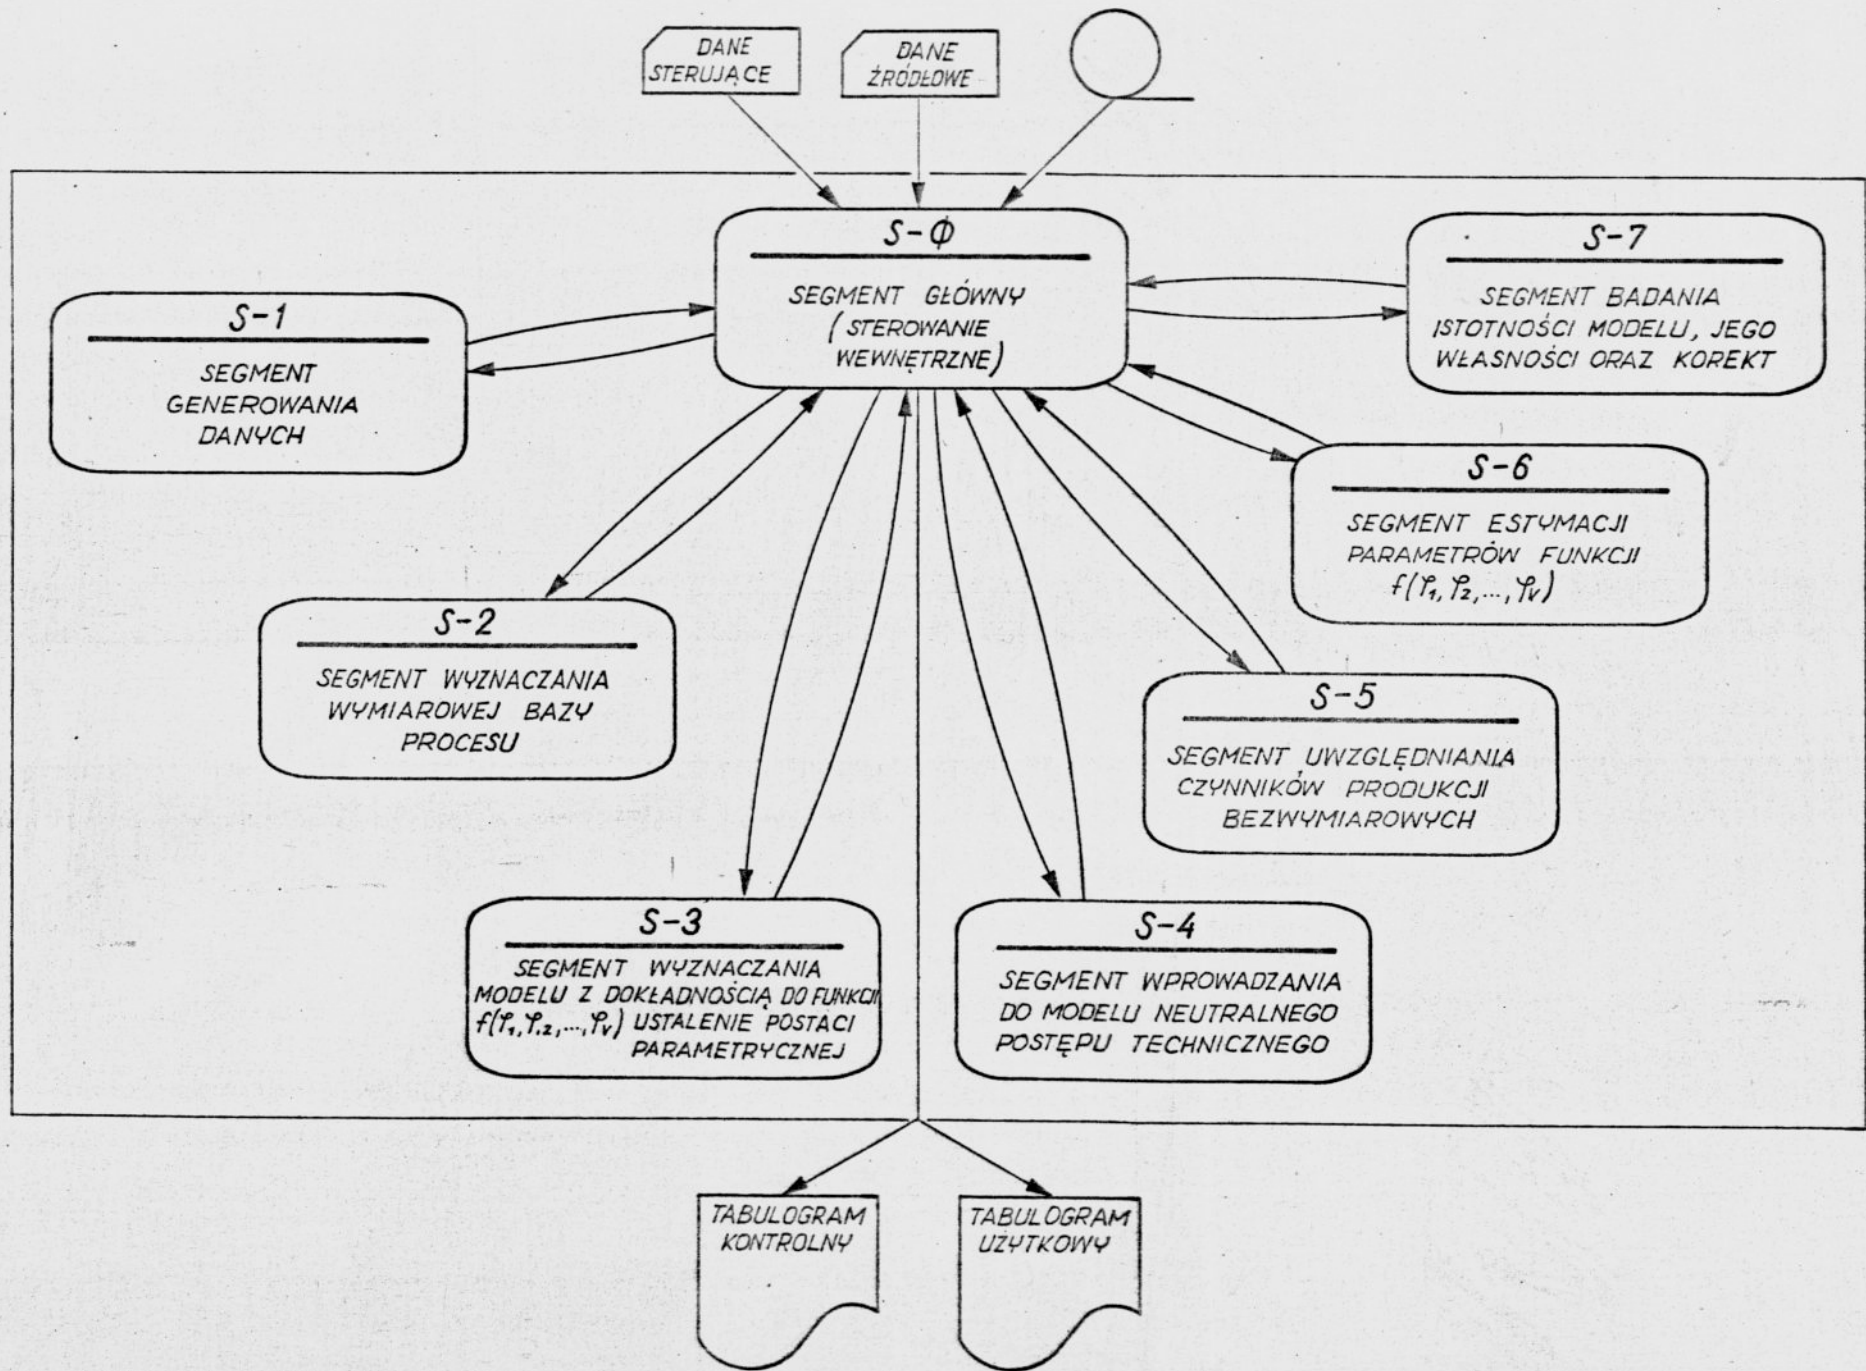 DANE
STERUJĄCE
DANE
ŹRÓDŁOWE
S-Φ
SEGMENT GŁÓWNY
(STEROWANIE
WEWNĘTRZNE)
S-7
SEGMENT BADANIA
ISTOTNOŚCI MODELU, JEGO
WŁASNOŚCI ORAZ KOREKT
S-1
SEGMENT
GENEROWANIA
DANYCH
S-6
SEGMENT ESTYMACJI
PARAMETRÓW FUNKCJI
f(φ₁, φ₂, ..., φᵥ)
S-2
SEGMENT WYZNACZANIA
WYMIAROWEJ BAZY
PROCESU
S-5
SEGMENT UWZGLĘDNIANIA
CZYNNIKÓW PRODUKCJI
BEZWYMIAROWYCH
S-3
SEGMENT WYZNACZANIA
MODELU Z DOKŁADNOŚCIĄ DO FUNKCJI
f(φ₁, φ₂, ..., φᵥ) USTALENIE POSTACI
PARAMETRYCZNEJ
S-4
SEGMENT WPROWADZANIA
DO MODELU NEUTRALNEGO
POSTĘPU TECHNICZNEGO
TABULOGRAM
KONTROLNY
TABULOGRAM
UŻYTKOWY